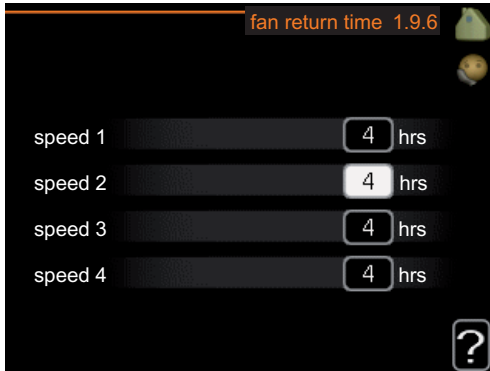 fan return time 1.9.6
speed 1 4 hrs
speed 2 4 hrs
speed 3 4 hrs
speed 4 4 hrs
?